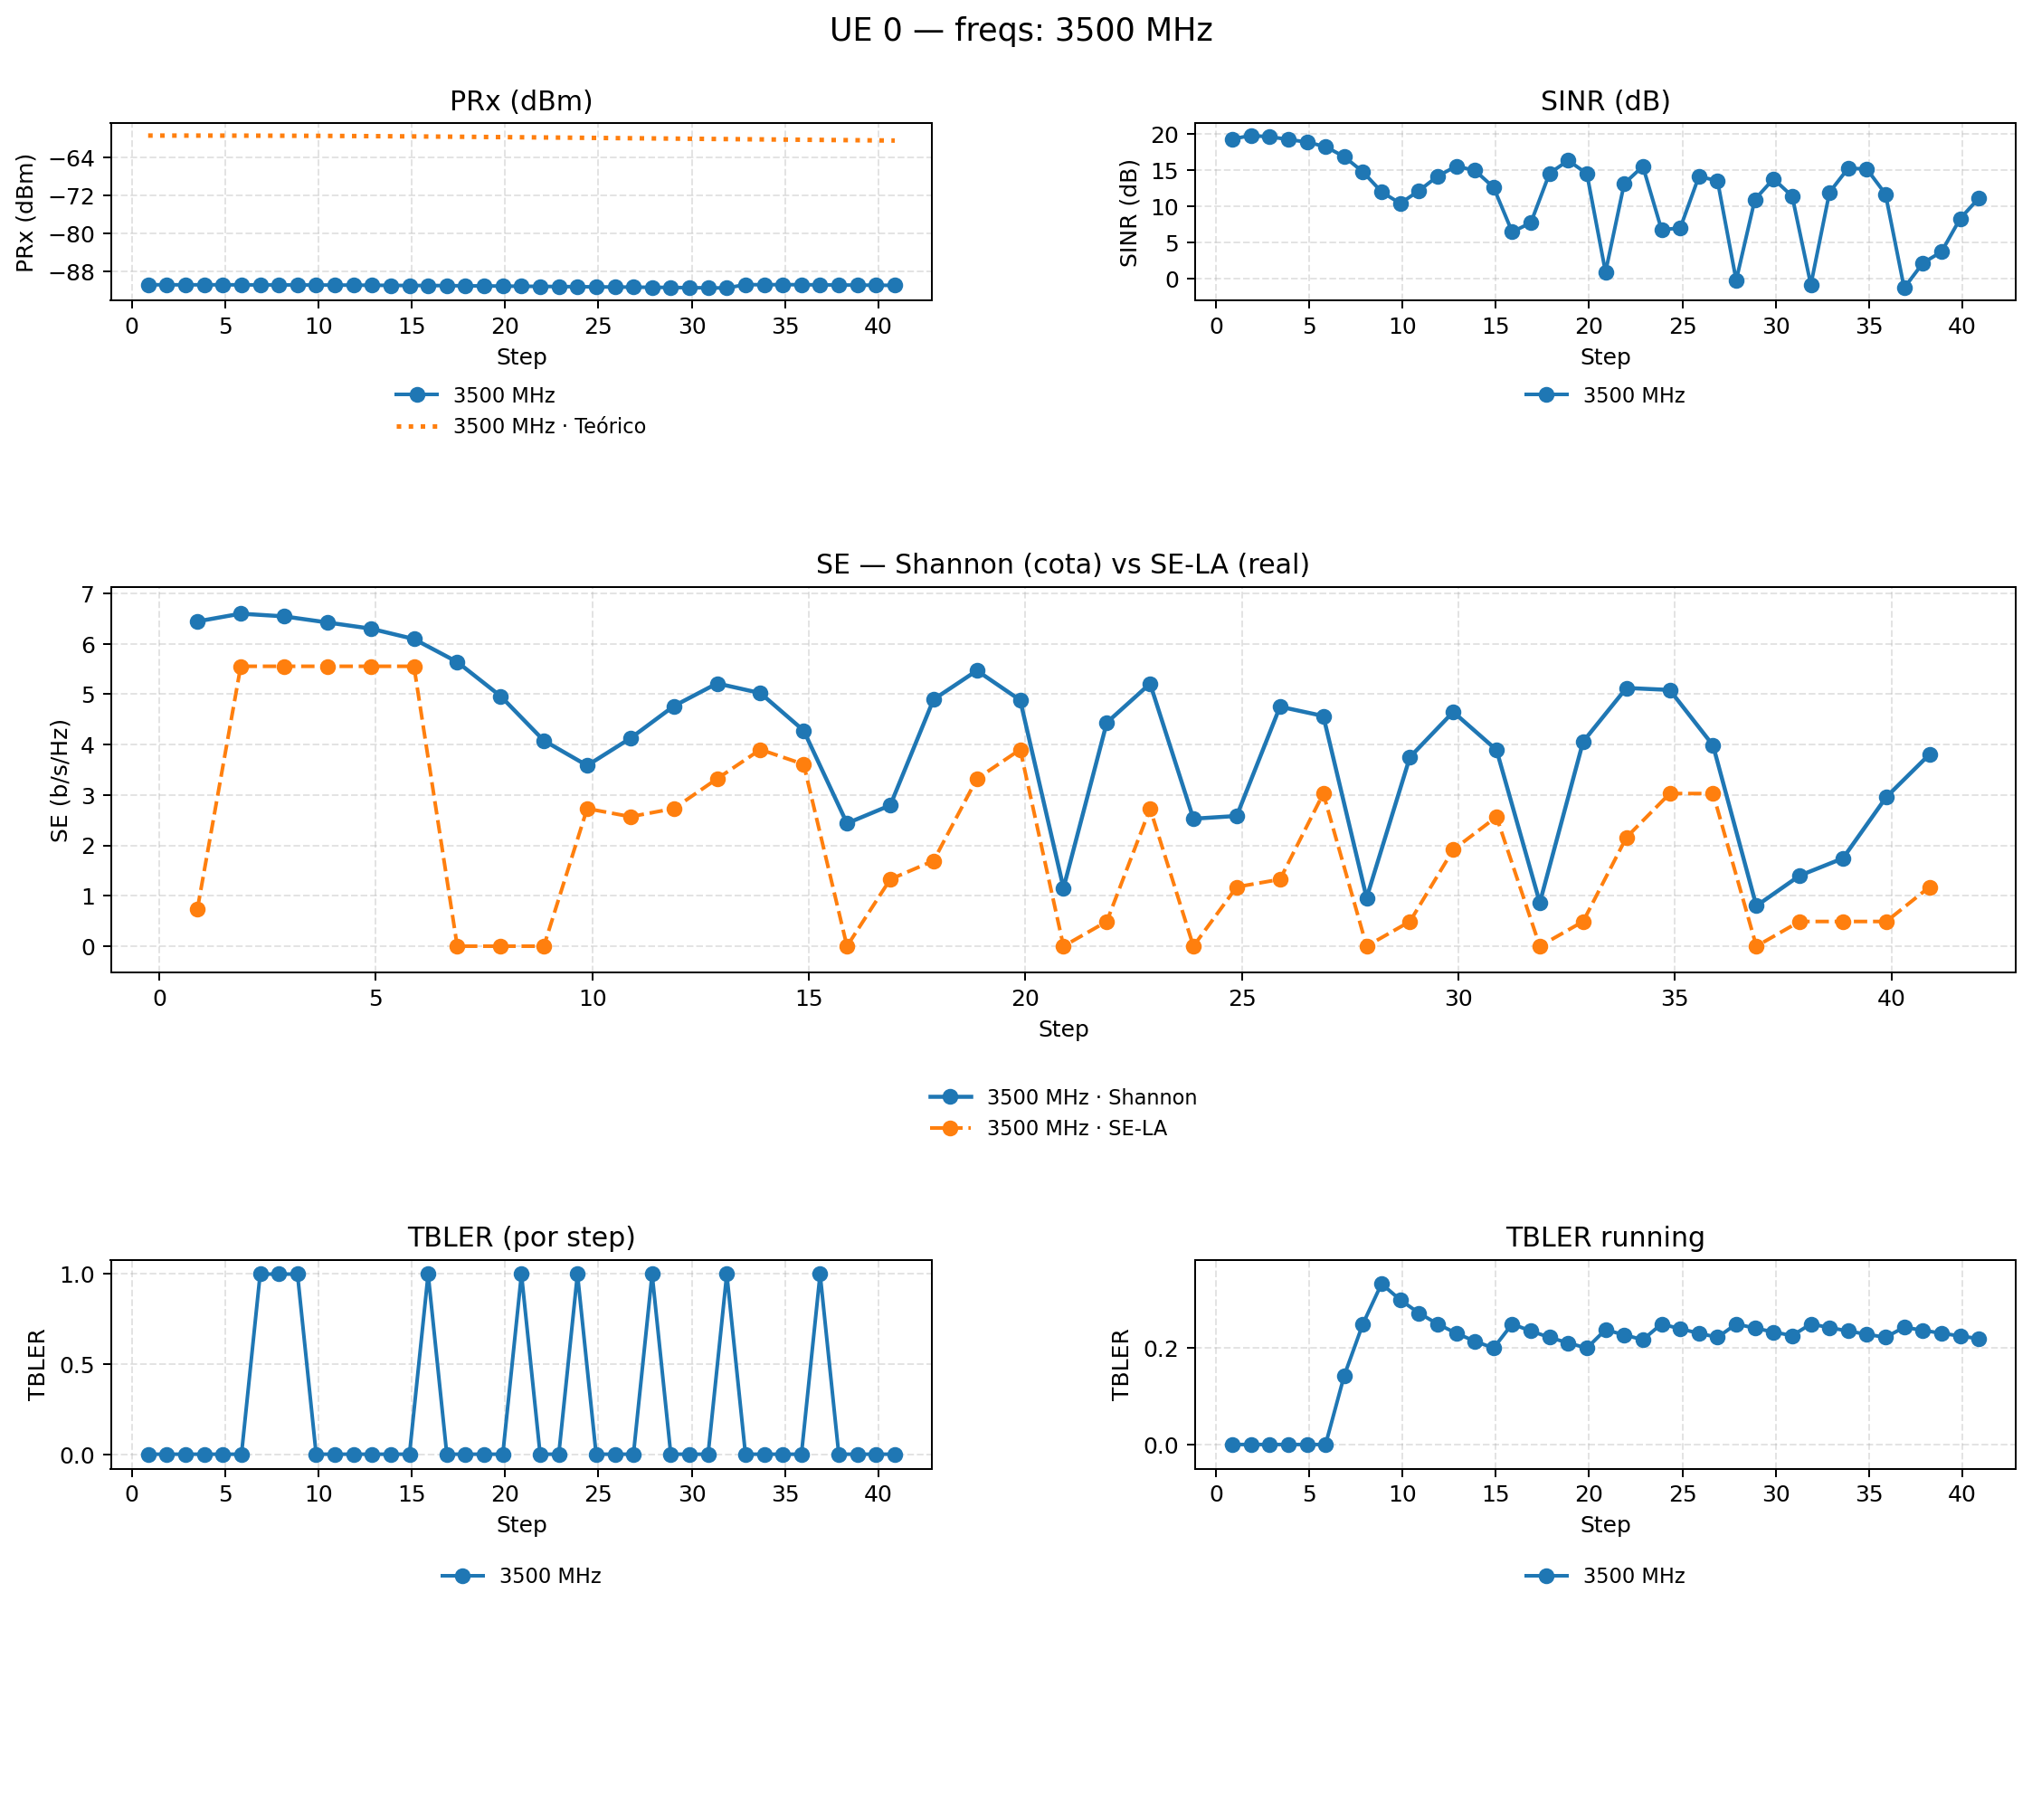 UE 0 — freqs: 3500 MHz
PRx (dBm)
PRx (dBm)
−64
−72
−80
−88
0 5 10 15 20 25 30 35 40
Step
3500 MHz
3500 MHz · Teórico
SINR (dB)
SINR (dB)
20
15
10
5
0
0 5 10 15 20 25 30 35 40
Step
3500 MHz
SE — Shannon (cota) vs SE-LA (real)
SE (b/s/Hz)
7
6
5
4
3
2
1
0
0 5 10 15 20 25 30 35 40
Step
3500 MHz · Shannon
3500 MHz · SE-LA
TBLER (por step)
TBLER
1.0
0.5
0.0
0 5 10 15 20 25 30 35 40
Step
3500 MHz
TBLER running
TBLER
0.2
0.0
0 5 10 15 20 25 30 35 40
Step
3500 MHz